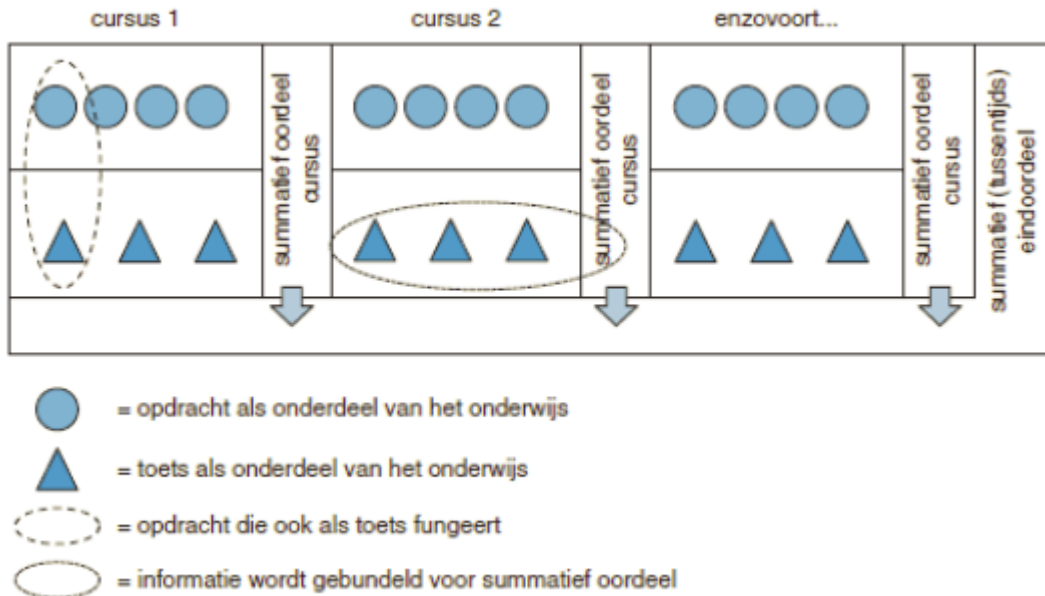 cursus 1
cursus 2
enzovoort...
summatief oordeel
cursus
summatief oordeel
cursus
summatief oordeel
cursus
summatief (tussentijds)
eindoordeel
= opdracht als onderdeel van het onderwijs
= toets als onderdeel van het onderwijs
= opdracht die ook als toets fungeert
= informatie wordt gebundeld voor summatief oordeel